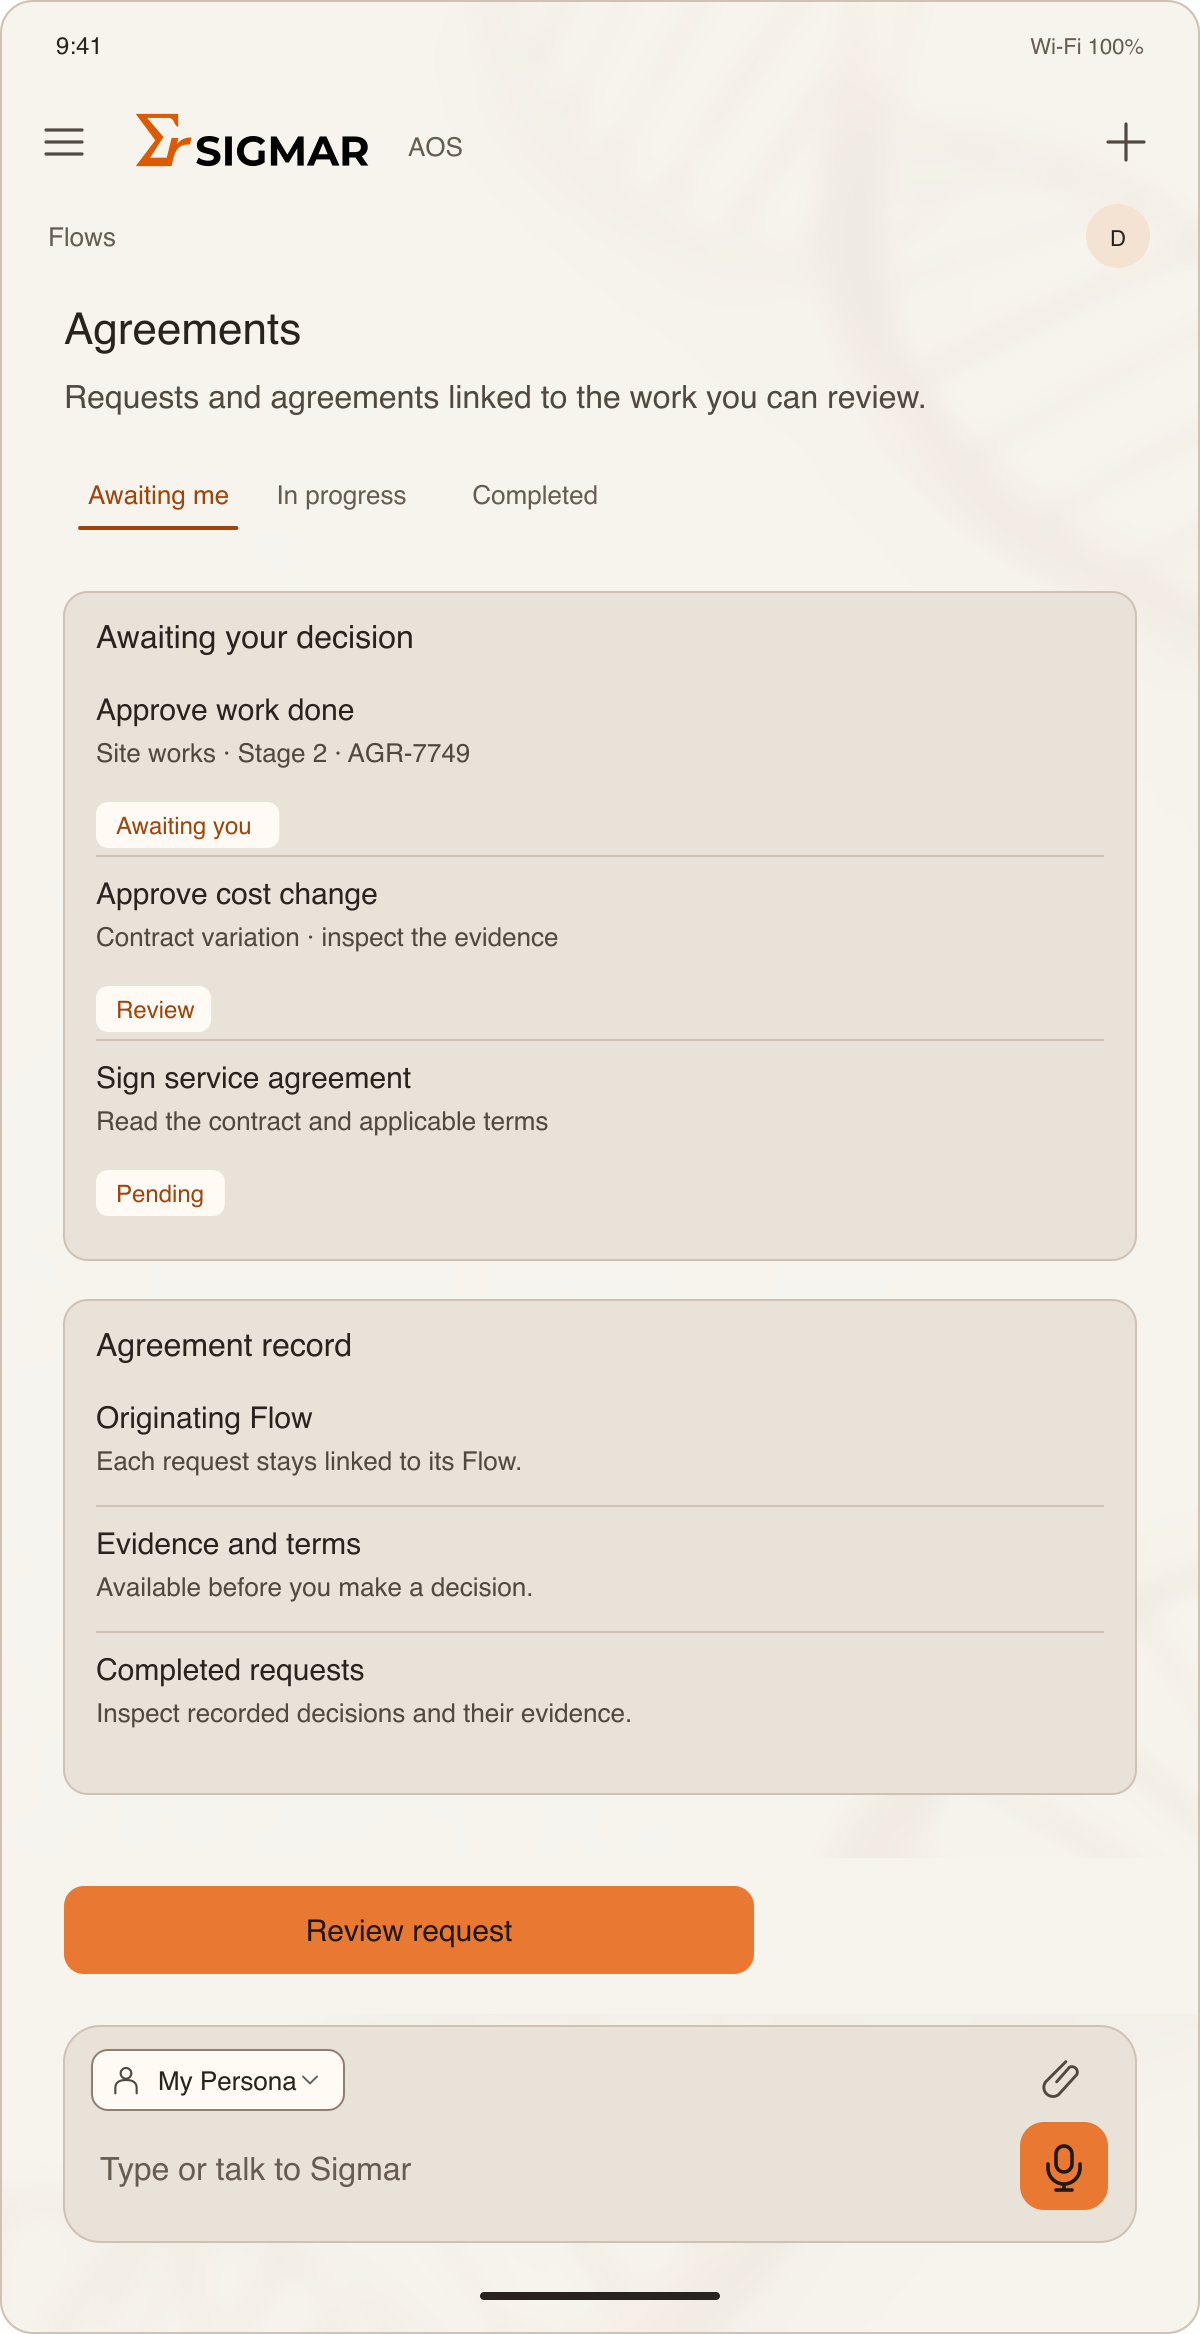 9:41
Wi-Fi 100%
Σr SIGMAR AOS
Flows
D
Agreements
Requests and agreements linked to the work you can review.
Awaiting me
In progress
Completed
Awaiting your decision
Approve work done
Site works · Stage 2 · AGR-7749
Awaiting you
Approve cost change
Contract variation · inspect the evidence
Review
Sign service agreement
Read the contract and applicable terms
Pending
Agreement record
Originating Flow
Each request stays linked to its Flow.
Evidence and terms
Available before you make a decision.
Completed requests
Inspect recorded decisions and their evidence.
Review request
My Persona
Type or talk to Sigmar